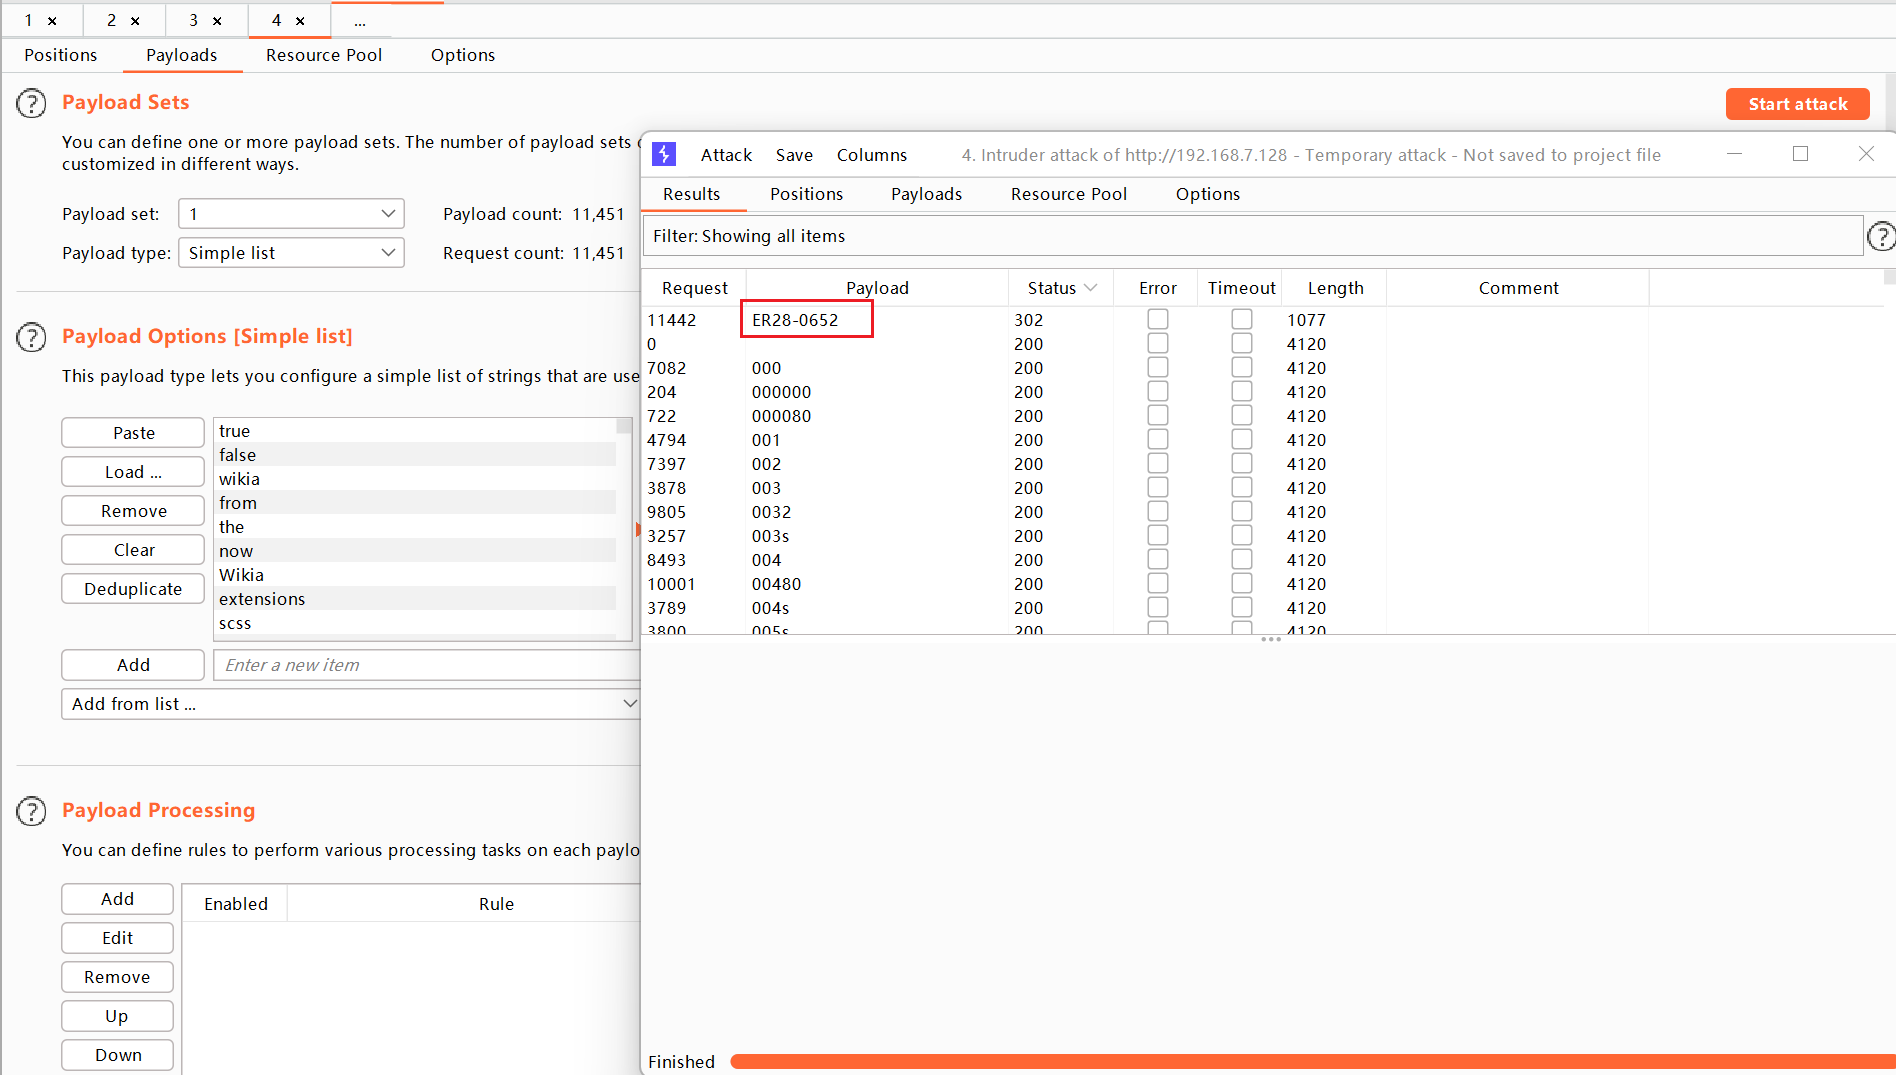 1 × 2 × 3 × 4 × ...
Positions Payloads Resource Pool Options
Payload Sets
Start attack
You can define one or more payload sets. The number of payload sets
customized in different ways.
Payload set: 1 Payload count: 11,451
Payload type: Simple list Request count: 11,451
Payload Options [Simple list]
This payload type lets you configure a simple list of strings that are use
Paste
Load ...
Remove
Clear
Deduplicate
true
false
wikia
from
the
now
Wikia
extensions
scss
Add Enter a new item
Add from list ...
Payload Processing
You can define rules to perform various processing tasks on each paylo
Add
Edit
Remove
Up
Down
Enabled Rule
Attack Save Columns 4. Intruder attack of http://192.168.7.128 - Temporary attack - Not saved to project file
Results Positions Payloads Resource Pool Options
Filter: Showing all items
Request Payload Status Error Timeout Length Comment
11442 ER28-0652 302 1077
0 200 4120
7082 000 200 4120
204 000000 200 4120
722 000080 200 4120
4794 001 200 4120
7397 002 200 4120
3878 003 200 4120
9805 0032 200 4120
3257 003s 200 4120
8493 004 200 4120
10001 00480 200 4120
3789 004s 200 4120
3800 005s 200 4120
Finished